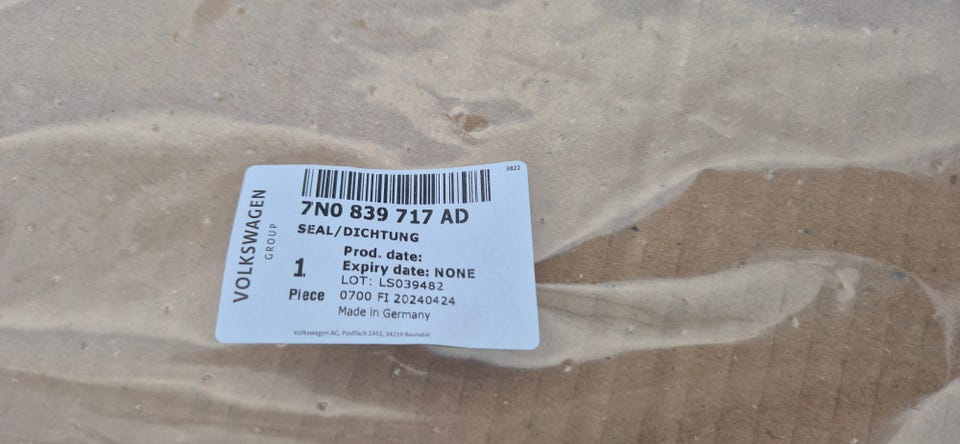 3822
7N0 839 717 AD
SEAL/DICHTUNG
VOLKSWAGEN
GROUP
Prod. date:
1 Expiry date: NONE
LOT: LS039482
Piece 0700 FI 20240424
Made in Germany
Volkswagen AG, Postfach 1451, 34219 Baunatal